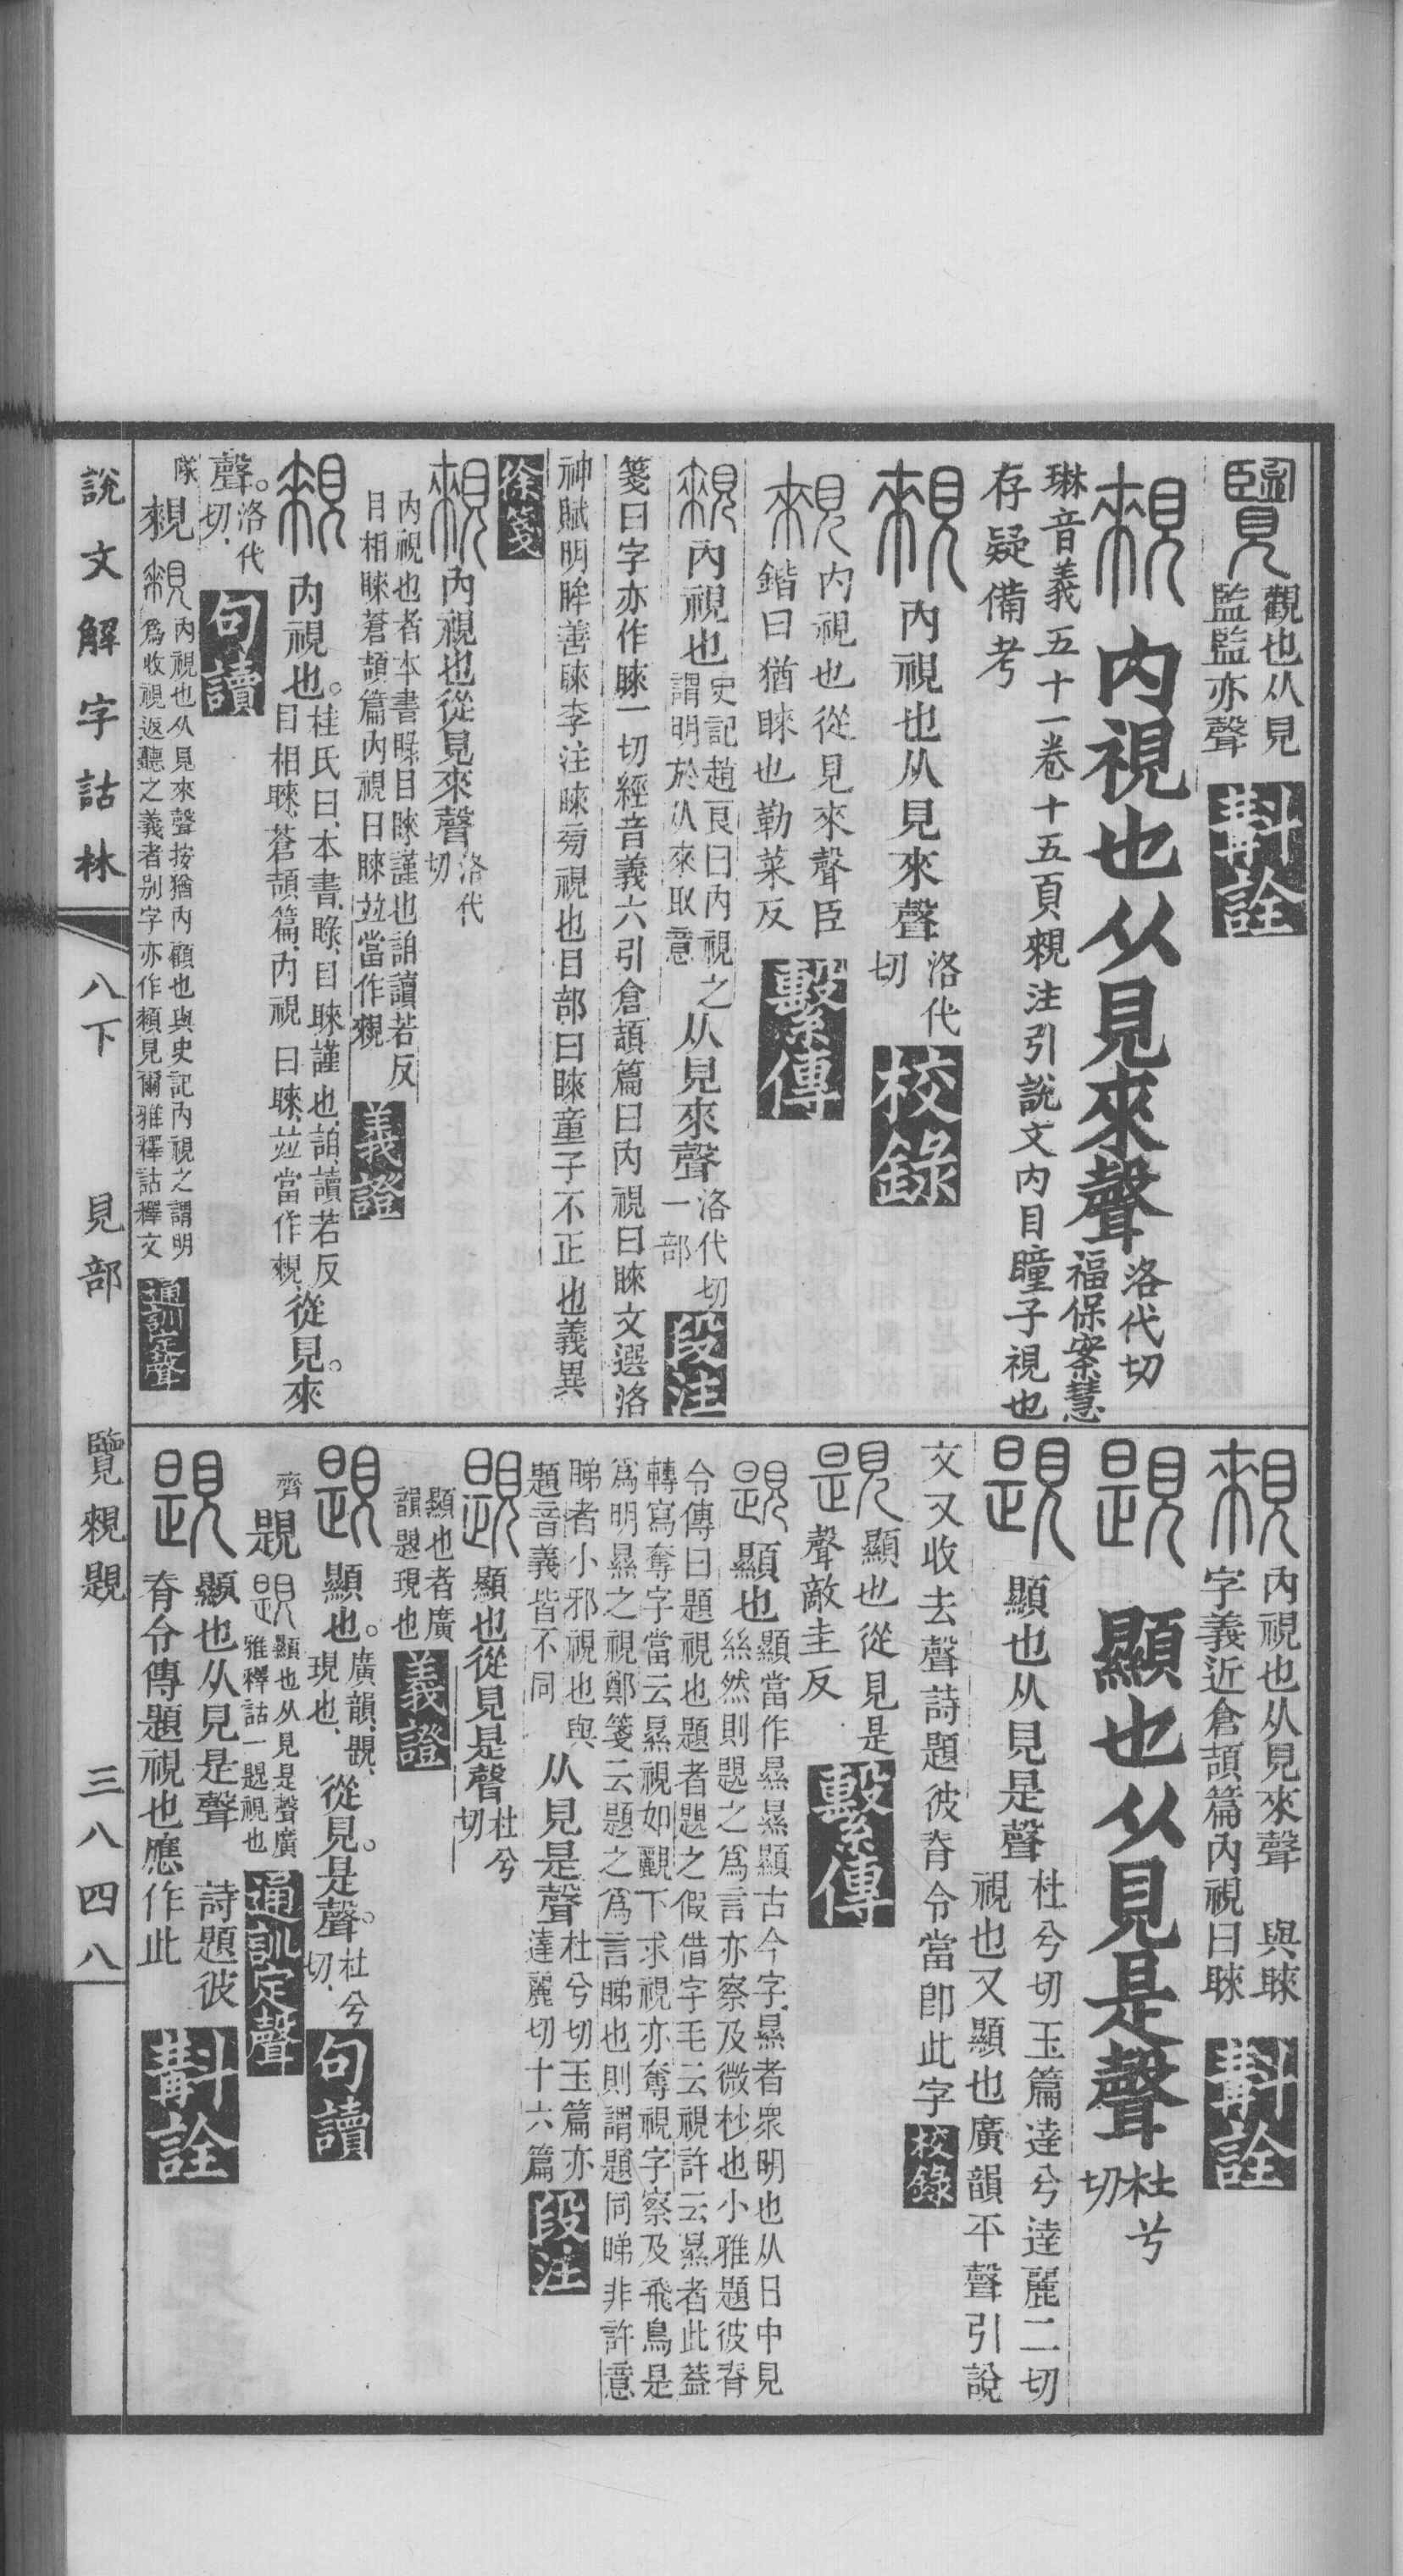 覽 觀也从見監監亦聲 斠詮
覝 內視也从見來聲 洛代切 福保案慧琳音義五十一卷十五頁覝注引說文內目瞳子視也存疑備考
內視也从見來聲 洛代切 校錄
內視也從見來聲臣鍇曰猶睞也勒菜反 繫傳
內視也 史記趙良曰內視之謂明於从來取意 从見來聲 洛代切一部 段注
箋曰字亦作睞一切經音義六引倉頡篇曰內視曰睞文選洛
神賦明眸善睞李注睞旁視也目部曰睞童子不正也義異
徐箋
內視也從見來聲 洛代切
內視也者本書睩目睞謹也詣讀若反目相睞蒼頡篇內視曰睞並當作覩 義證
內視也。桂氏曰、本書、睩、目睞謹也、詣讀若反目相睞、蒼頡篇、內視曰睞、並當作親、從見。來
聲。洛代切、 句讀
隊 內視也从見來聲按猶內顧也與史記內視之謂明爲收視返聽之義者別字亦作賴見爾雅釋詁釋文 通訓定聲
內視也从見來聲 與睞字義近倉頡篇內視曰睞 斠詮
顯也从見是聲 杜兮切
顯也从見是聲 杜兮切玉篇達兮達麗二切視也又顯也廣韻平聲引說
文又收去聲詩題彼脊令當卽此字 校錄
顯也從見是聲敵圭反 繫傳
顯也 顯當作㬎㬎顯古今字㬎者眾明也从日中見絲然則題之爲言亦察及微杪也小雅題彼脊
令傳曰題視也題者題之假借字毛云視許云㬎者此蓋轉寫奪字當云㬎視如覼下求視亦奪視字察及飛鳥是
爲明㬎之視鄭箋云題之爲言睇也則謂題同睇非許意睇者小邪視也與題音義皆不同 从見是聲 杜兮切玉篇亦達麗切十六篇 段注
顯也從見是聲 杜兮切
顯也者廣韻題現也 義證
顯也。廣韻、題、現也、從見。是聲。杜兮切、 句讀
齊 題 顯也从見是聲廣雅釋詁一題視也 通訓定聲
顯也从見是聲 詩題彼脊令傳題視也應作此 斠詮
說文解字詁林 八下 見部 覽 覩 題 三八四八